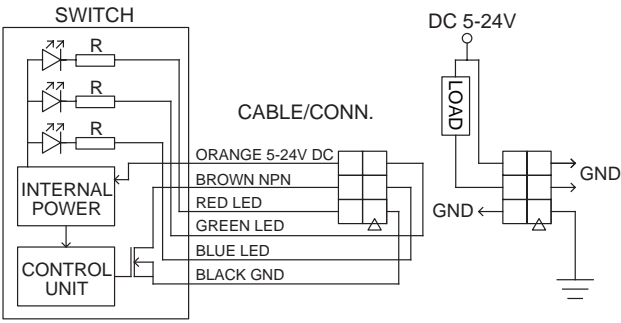 SWITCH
R
R
R
INTERNAL
POWER
CONTROL
UNIT
CABLE/CONN.
ORANGE 5-24V DC
BROWN NPN
RED LED
GREEN LED
BLUE LED
BLACK GND
DC 5-24V
LOAD
GND
GND